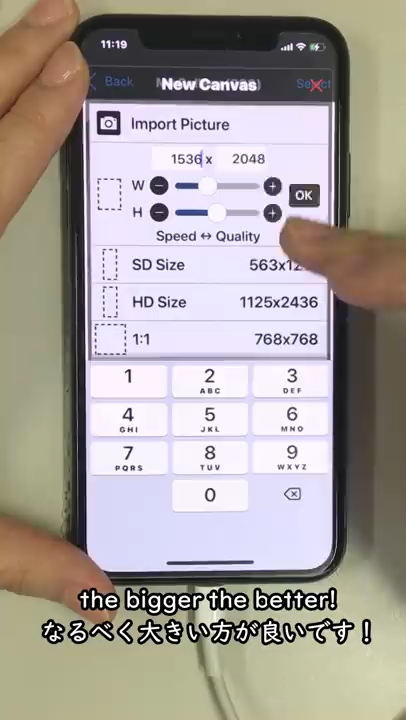 11:19
Back
New Canvas
Select
Import Picture
1536 x 2048
W
H
OK
Speed ↔ Quality
SD Size
HD Size 1125x2436
1:1 768x768
1
2 ABC
3 DEF
4 GHI
5 JKL
6 MNO
7 PQRS
8 TUV
9 WXYZ
0
the bigger the better!
なるべく大きい方が良いです！